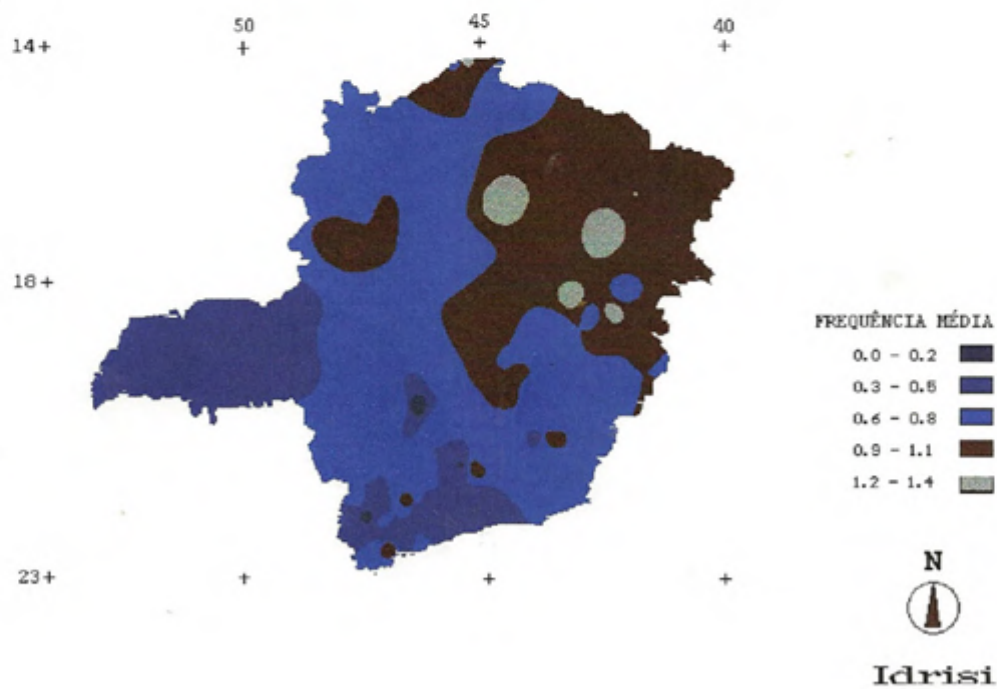 50 45 40
14+ + + +
18+
FREQUÊNCIA MÉDIA
0.0 - 0.2
0.3 - 0.5
0.6 - 0.8
0.9 - 1.1
1.2 - 1.4
23+ + + +
N
Idrisi